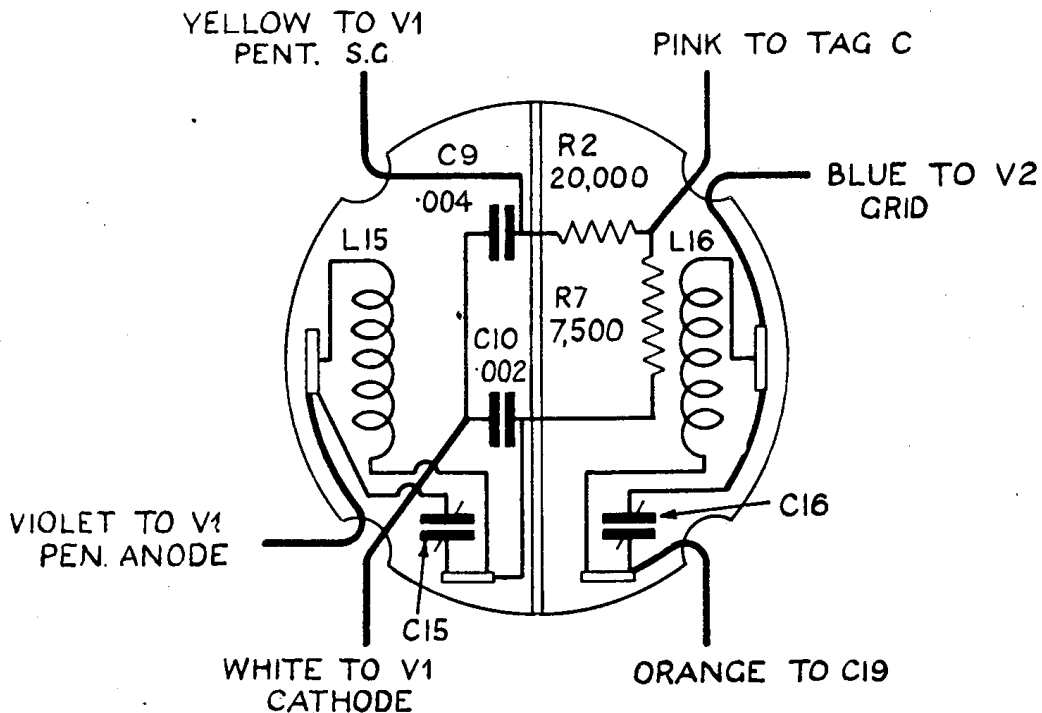 YELLOW TO V1
PENT. S.G
PINK TO TAG C
C9
.004
R2
20,000
BLUE TO V2
GRID
L15
L16
R7
7,500
C10
.002
C16
VIOLET TO V1
PEN. ANODE
C15
WHITE TO V1
CATHODE
ORANGE TO C19